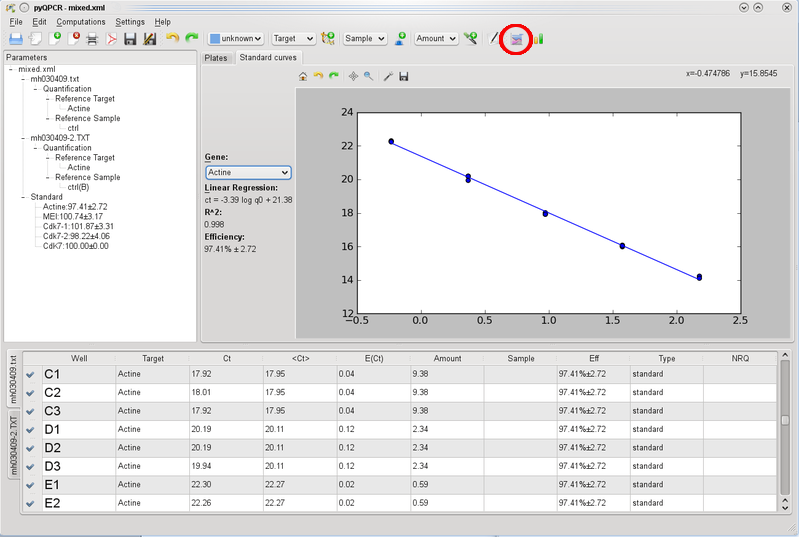 pyQPCR - mixed.xml
File Edit Computations Settings Help
unknown Target Sample Amount
Parameters
mixed.xml
mh030409.txt
Quantification
Reference Target
Actine
Reference Sample
ctrl
mh030409-2.TXT
Quantification
Reference Target
Actine
Reference Sample
ctrl(B)
Standard
Actine:97.41±2.72
MEI:100.74±3.17
Cdk7-1:101.87±3.31
Cdk7-2:98.22±4.06
CdK7:100.00±0.00
Plates Standard curves
x=-0.474786 y=15.8545
Gene:
Actine
Linear Regression:
ct = -3.39 log q0 + 21.38
R^2:
0.998
Efficiency:
97.41% ± 2.72
24
22
20
18
16
14
12
−0.5 0.0 0.5 1.0 1.5 2.0 2.5
mh030409.txt
mh030409-2.TXT
Well Target Ct <Ct> E(Ct) Amount Sample Eff Type NRQ
C1 Actine 17.92 17.95 0.04 9.38 97.41%±2.72 standard
C2 Actine 18.01 17.95 0.04 9.38 97.41%±2.72 standard
C3 Actine 17.92 17.95 0.04 9.38 97.41%±2.72 standard
D1 Actine 20.19 20.11 0.12 2.34 97.41%±2.72 standard
D2 Actine 20.19 20.11 0.12 2.34 97.41%±2.72 standard
D3 Actine 19.94 20.11 0.12 2.34 97.41%±2.72 standard
E1 Actine 22.30 22.27 0.02 0.59 97.41%±2.72 standard
E2 Actine 22.26 22.27 0.02 0.59 97.41%±2.72 standard